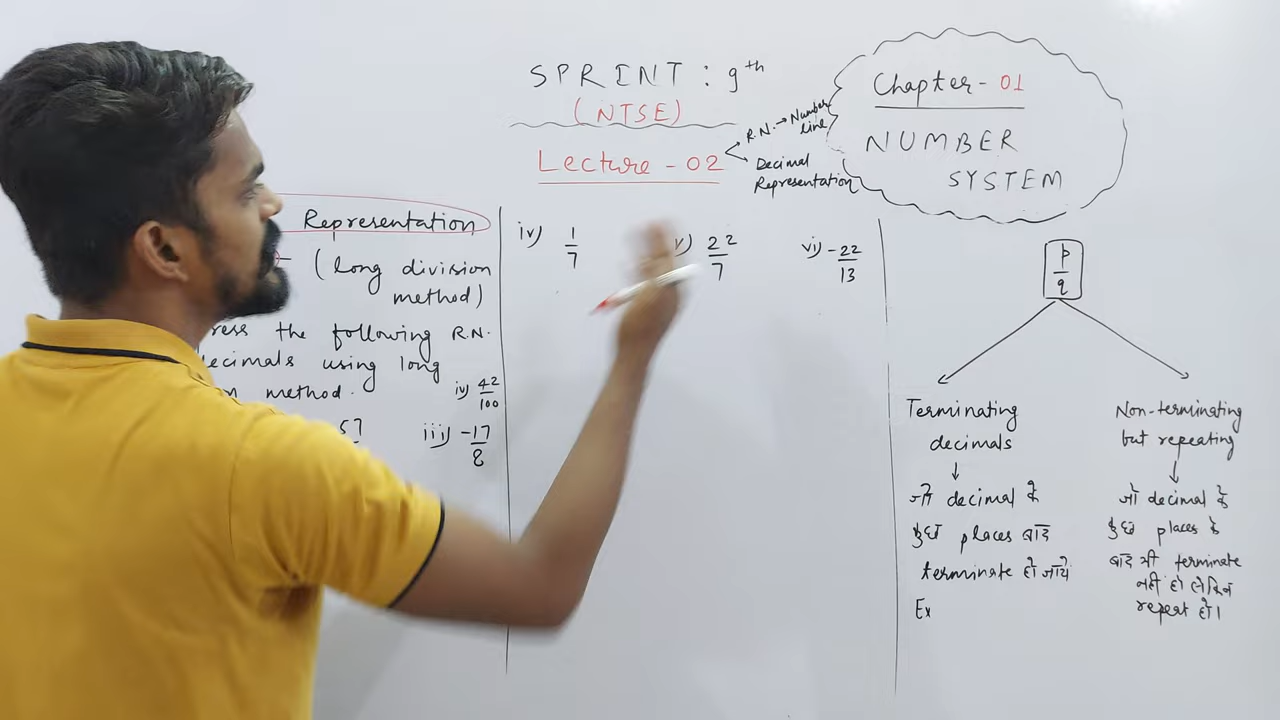 SPRINT : 9th
(NTSE)
Lecture - 02
R.N. → Number line
Decimal Representation
Chapter - 01
NUMBER
SYSTEM
Representation
(long division
method)
ress the following R.N.
ecimals using long
n method.
iv) 42/100
57
iii) -17/8
iv) 1/7
v) 22/7
vi) -22/13
p/q
Terminating
decimals
↓
जो decimal के
कुछ places बाद
terminate हो जाये
Ex
Non-terminating
but repeating
↓
जो decimal के
कुछ places के
बाद भी terminate
नहीं हो लेकिन
repeat हो।